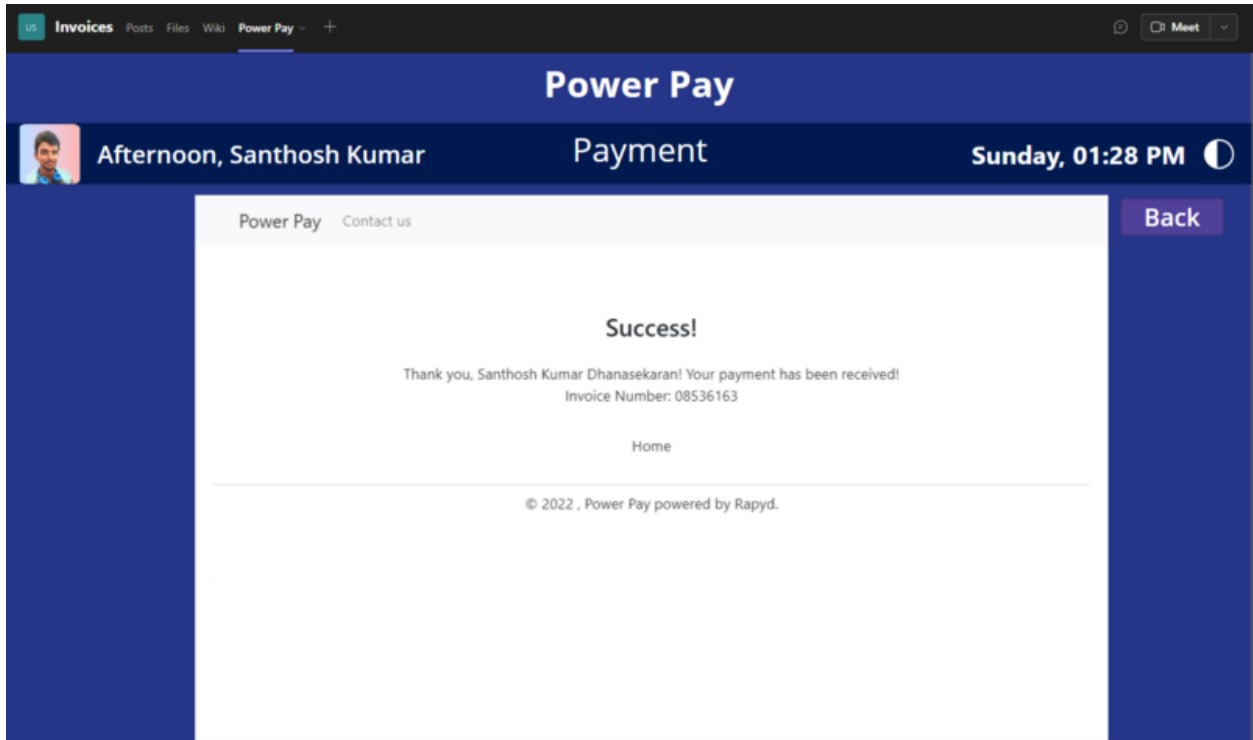 US Invoices Posts Files Wiki Power Pay Meet
Power Pay
Afternoon, Santhosh Kumar Payment Sunday, 01:28 PM
Power Pay Contact us Back
Success!
Thank you, Santhosh Kumar Dhanasekaran! Your payment has been received!
Invoice Number: 08536163
Home
© 2022 , Power Pay powered by Rapyd.